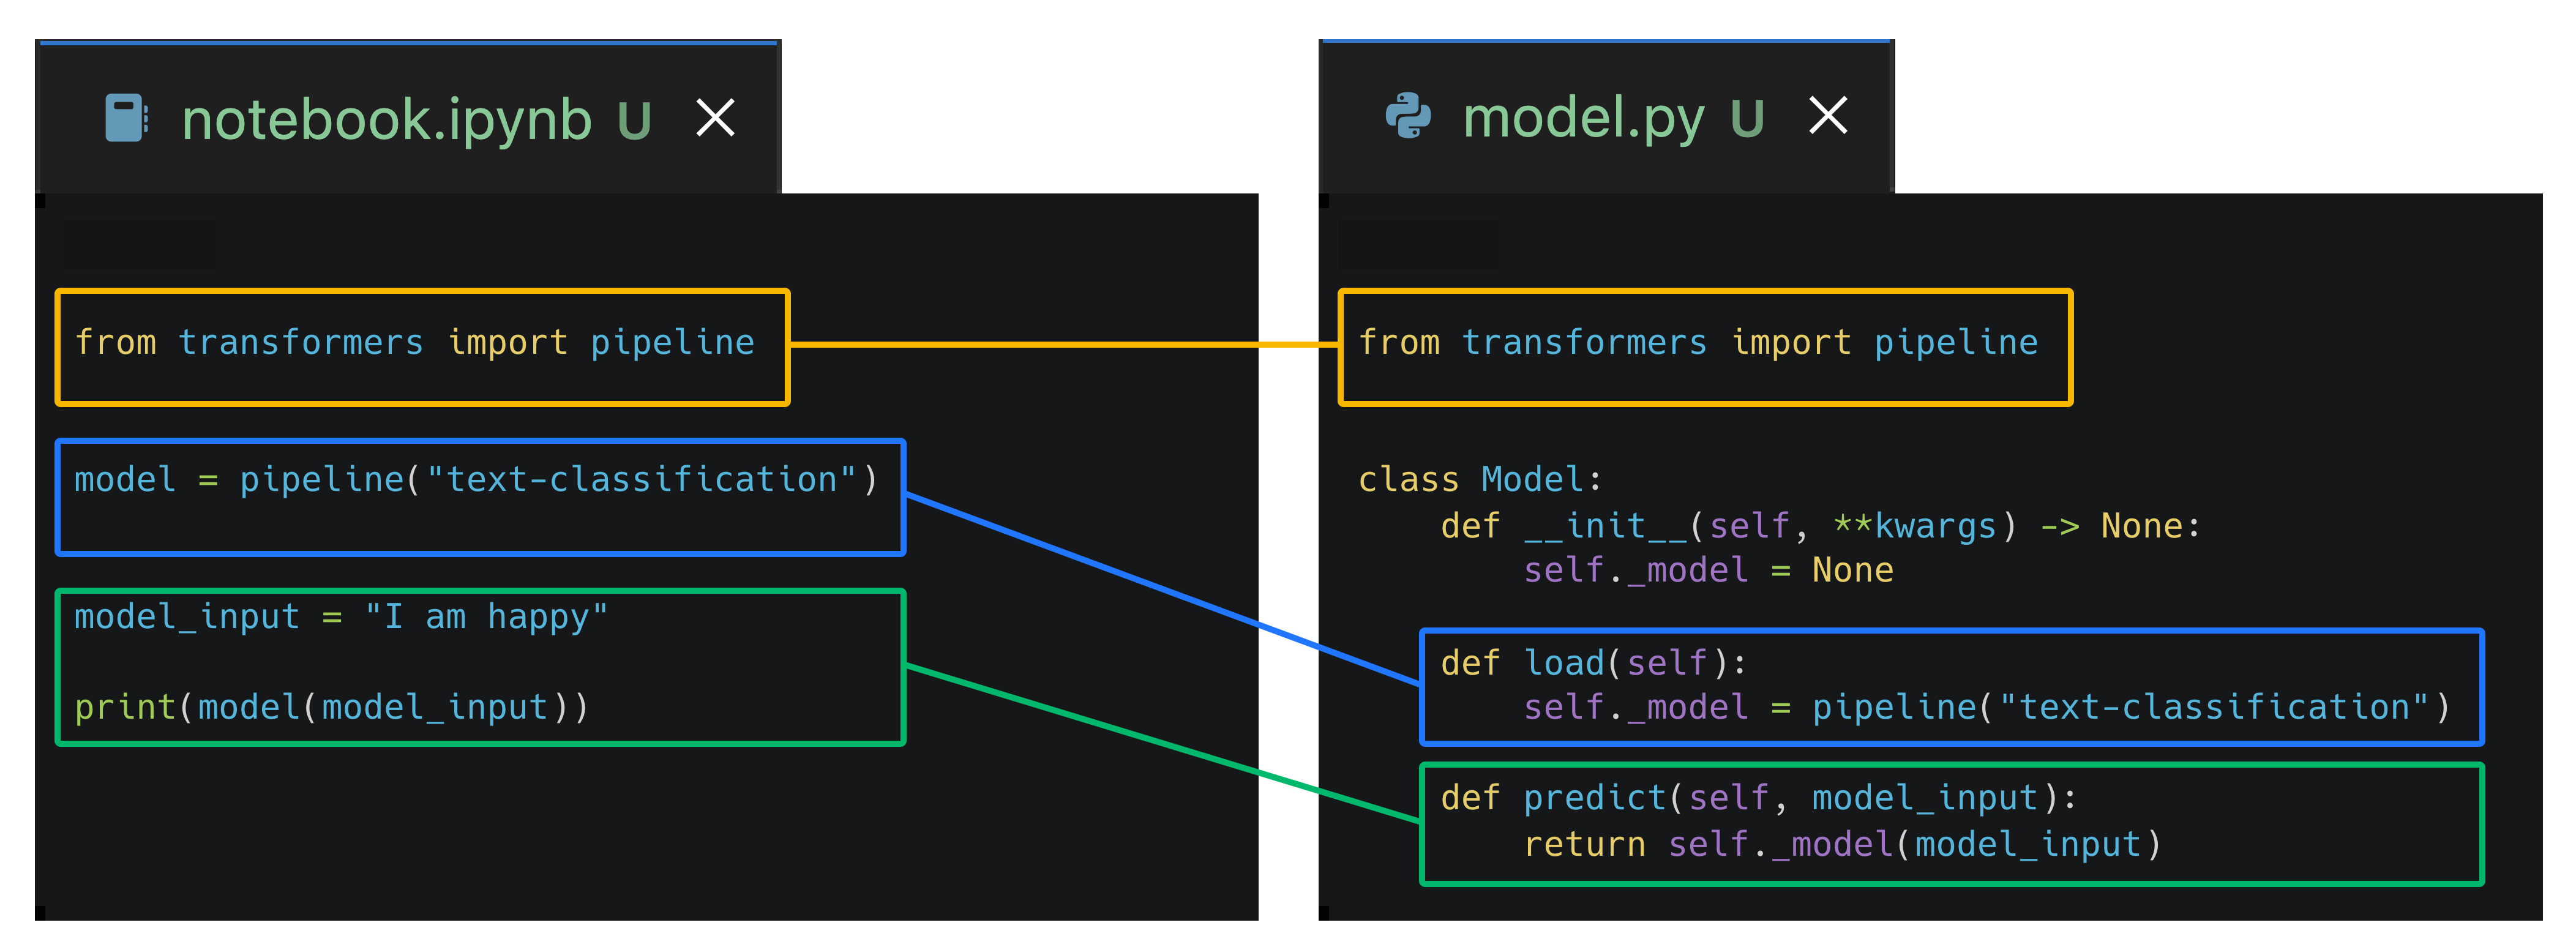 notebook.ipynb U
from transformers import pipeline
model = pipeline("text-classification")
model_input = "I am happy"
print(model(model_input))
model.py U
from transformers import pipeline
class Model:
    def __init__(self, **kwargs) -> None:
        self._model = None
    def load(self):
        self._model = pipeline("text-classification")
    def predict(self, model_input):
        return self._model(model_input)